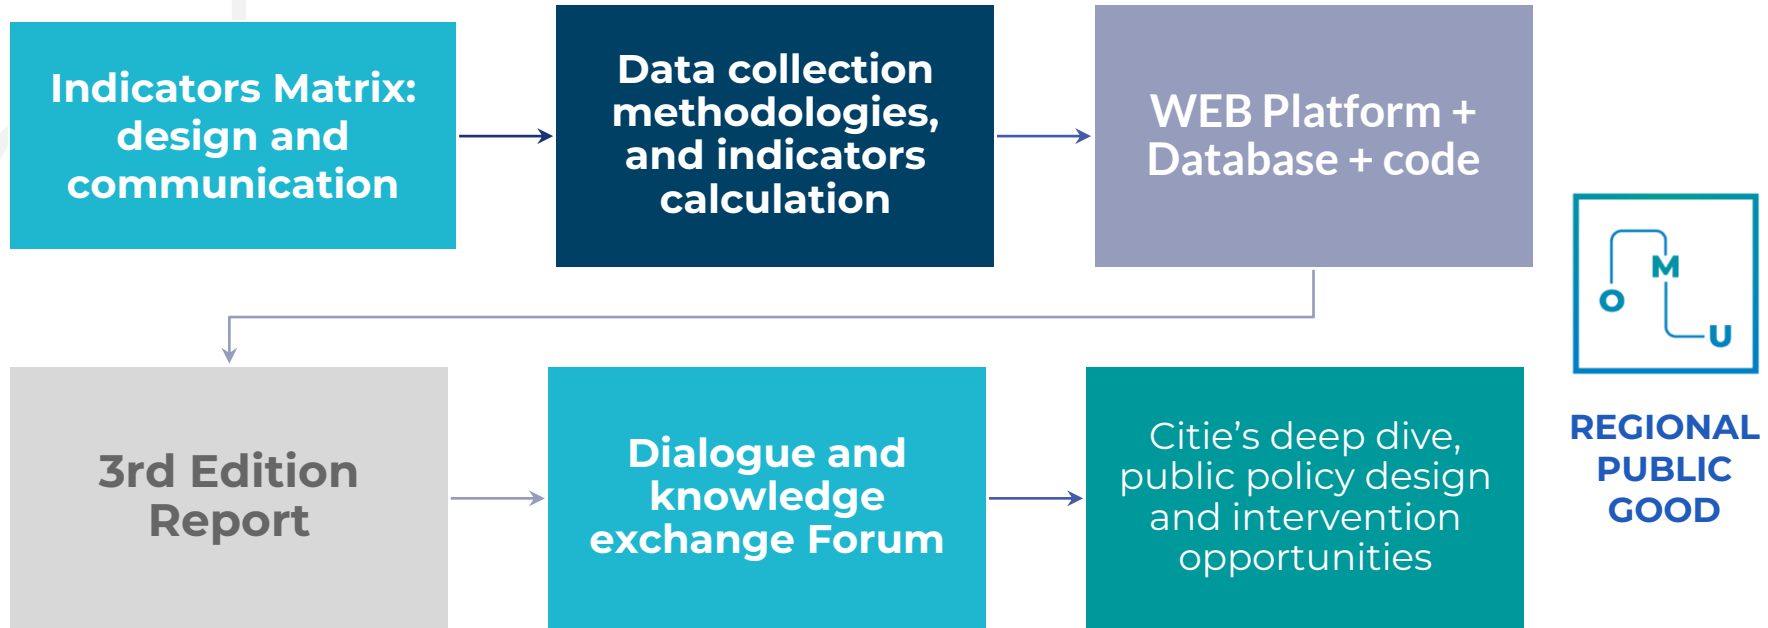 Indicators Matrix:
design and
communication
Data collection
methodologies,
and indicators
calculation
WEB Platform +
Database + code
3rd Edition
Report
Dialogue and
knowledge
exchange Forum
Citie's deep dive,
public policy design
and intervention
opportunities
O M U
REGIONAL
PUBLIC
GOOD